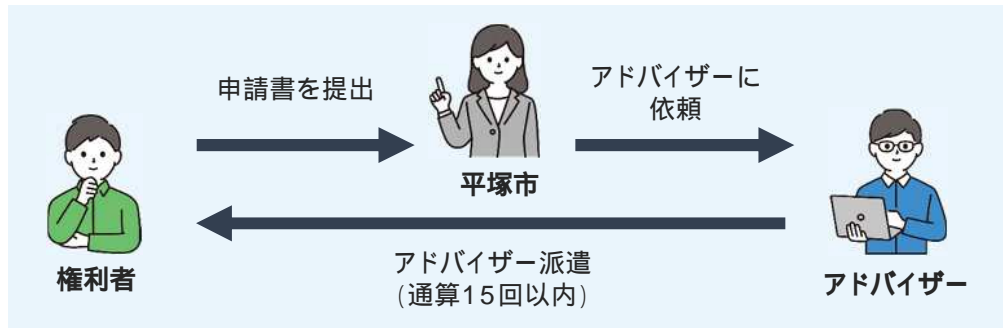 申請書を提出
アドバイザーに
依頼
平塚市
権利者
アドバイザー派遣
(通算15回以内)
アドバイザー